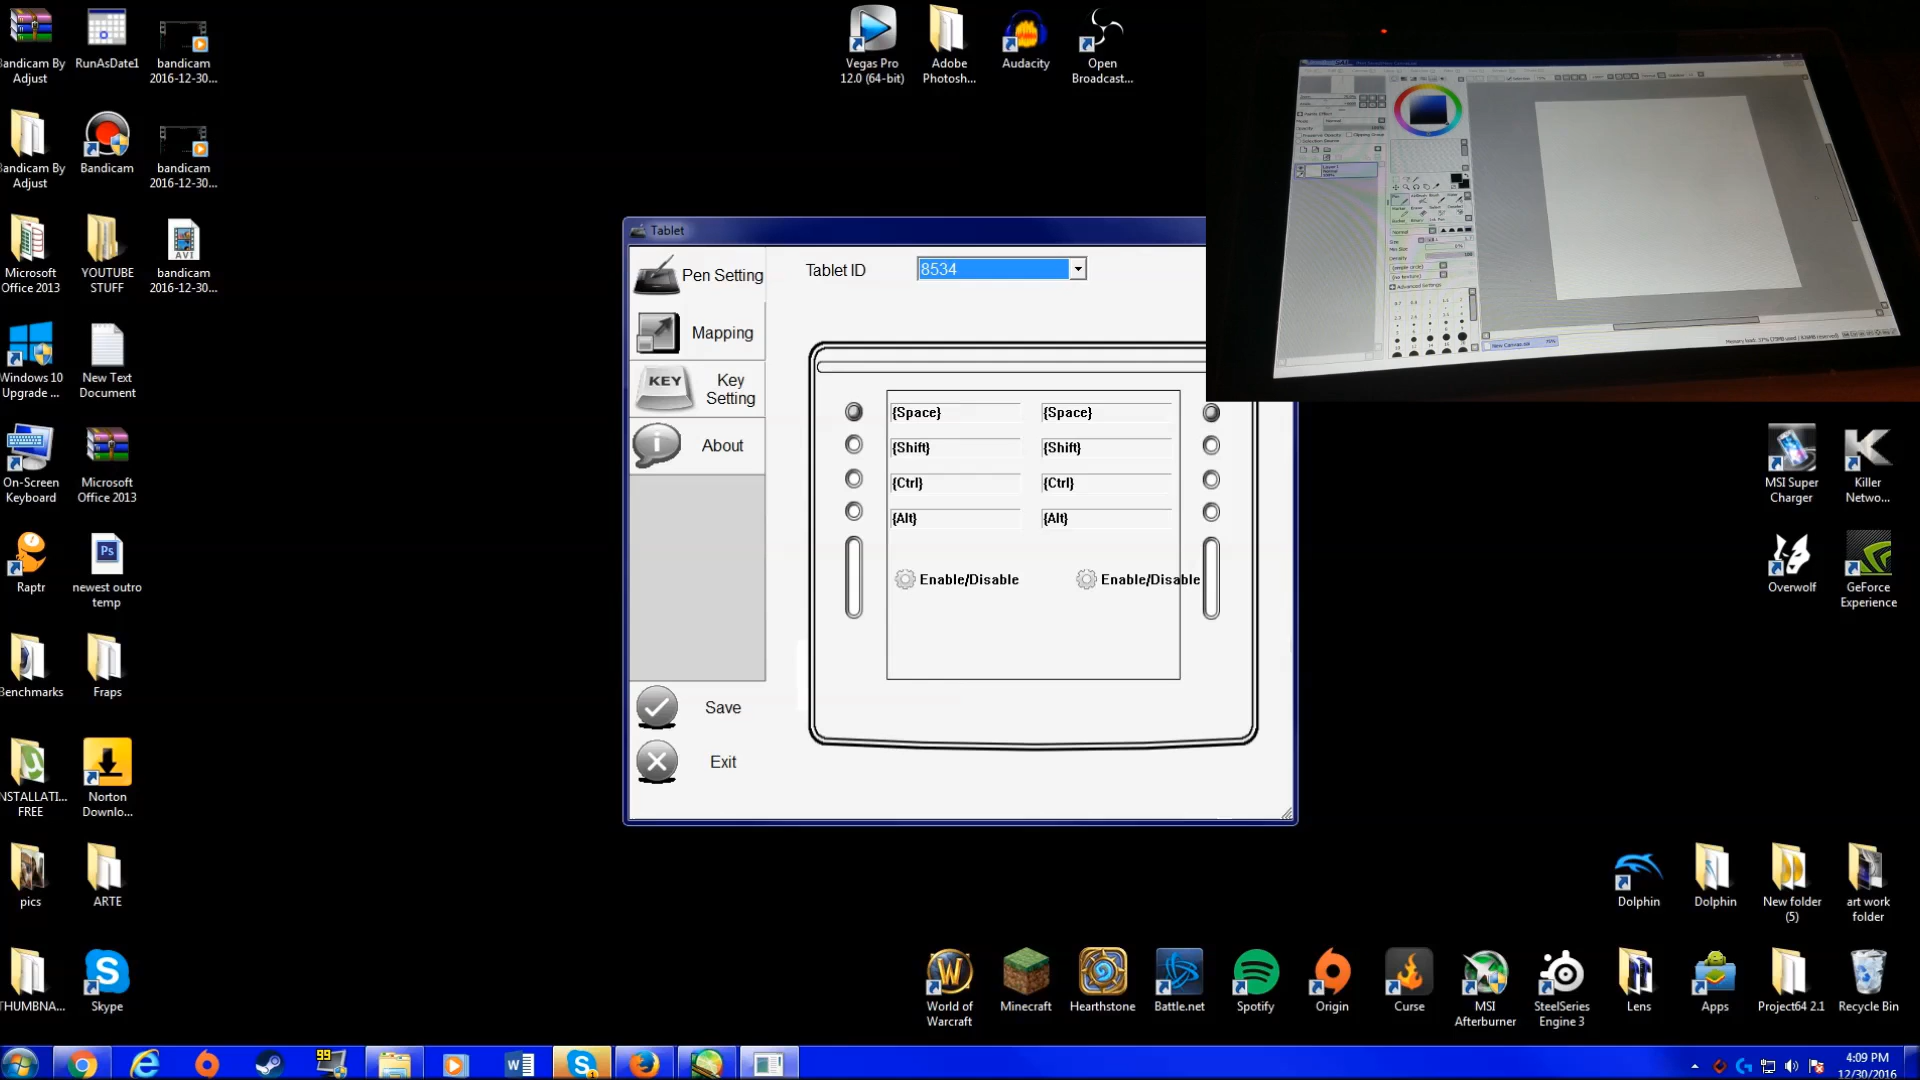 Bandicam By
Adjust
RunAsDate1
bandicam
2016-12-30...
Vegas Pro
12.0 (64-bit)
Adobe
Photosh...
Audacity
Open
Broadcast...
Bandicam By
Adjust
Bandicam
bandicam
2016-12-30...
Microsoft
Office 2013
YOUTUBE
STUFF
AVI
bandicam
2016-12-30...
Windows 10
Upgrade ...
New Text
Document
On-Screen
Keyboard
Microsoft
Office 2013
Raptr
Ps
newest outro
temp
Benchmarks
Fraps
NSTALLATI...
FREE
Norton
Downlo...
pics
ARTE
THUMBNA...
Skype
Tablet
Pen Setting
Mapping
KEY
Key
Setting
About
Save
Exit
Tablet ID
8534
{Space}
{Space}
{Shift}
{Shift}
{Ctrl}
{Ctrl}
{Alt}
{Alt}
Enable/Disable
Enable/Disable
MSI Super
Charger
Killer
Netwo...
Overwolf
GeForce
Experience
Dolphin
Dolphin
New folder
(5)
art work
folder
World of
Warcraft
Minecraft
Hearthstone
Battle.net
Spotify
Origin
Curse
MSI
Afterburner
SteelSeries
Engine 3
Lens
Apps
Project64 2.1
Recycle Bin
99
4:09 PM
12/30/2016